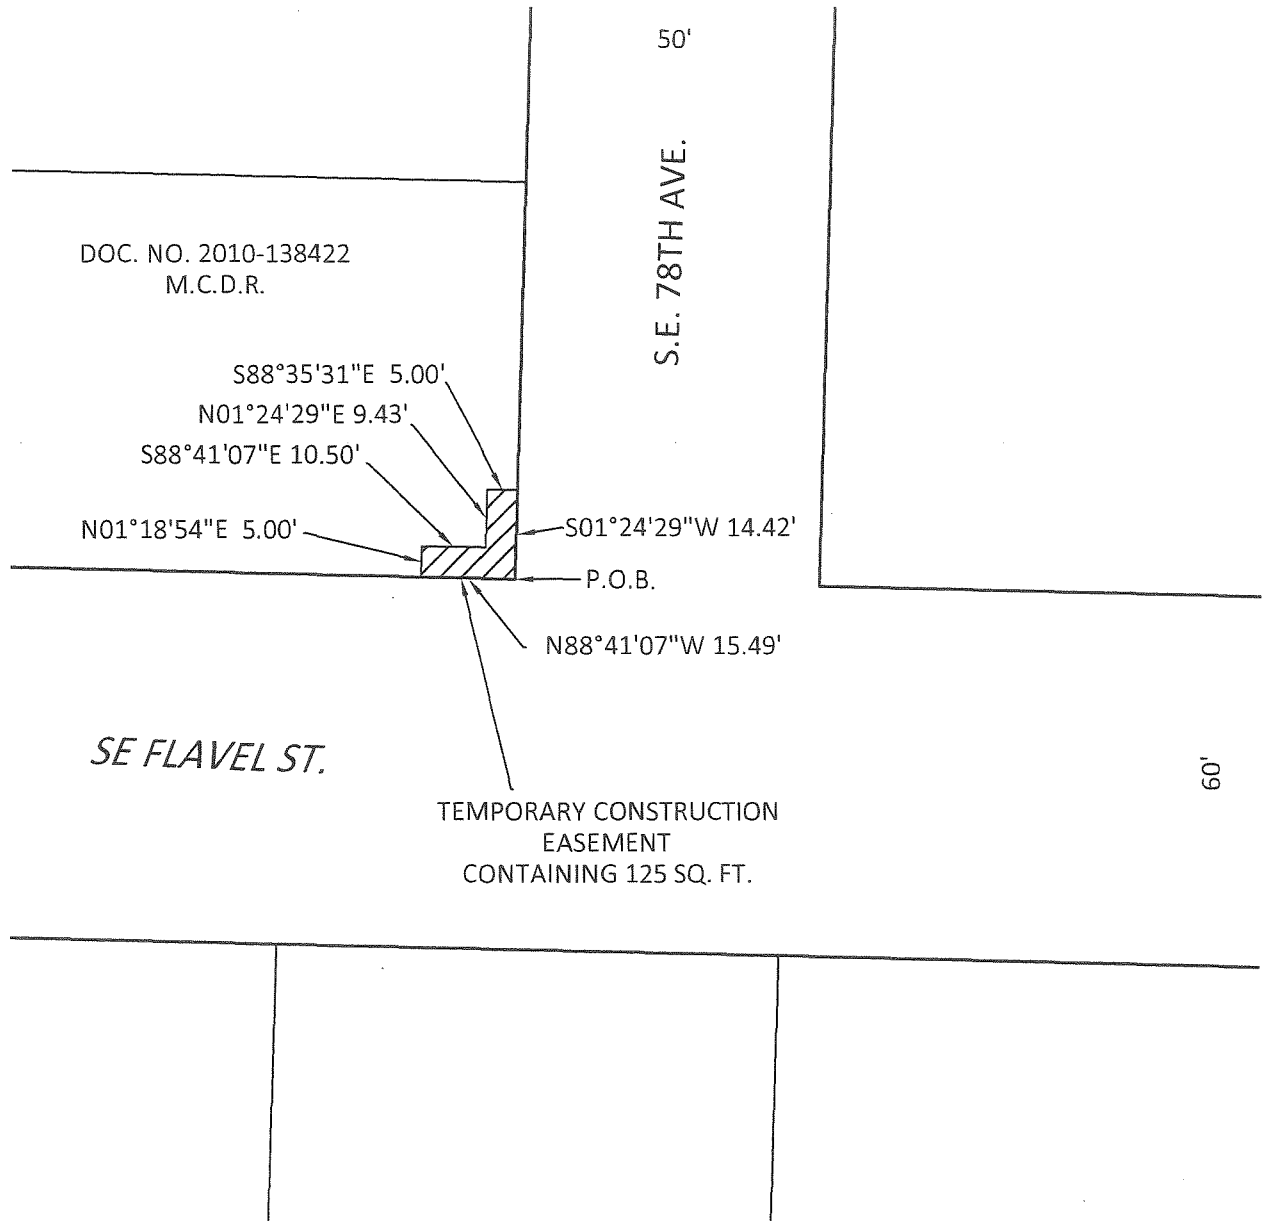 50'
S.E. 78TH AVE.
DOC. NO. 2010-138422
M.C.D.R.
S88°35'31"E 5.00'
N01°24'29"E 9.43'
S88°41'07"E 10.50'
N01°18'54"E 5.00'
S01°24'29"W 14.42'
P.O.B.
N88°41'07"W 15.49'
SE FLAVEL ST.
60'
TEMPORARY CONSTRUCTION
EASEMENT
CONTAINING 125 SQ. FT.